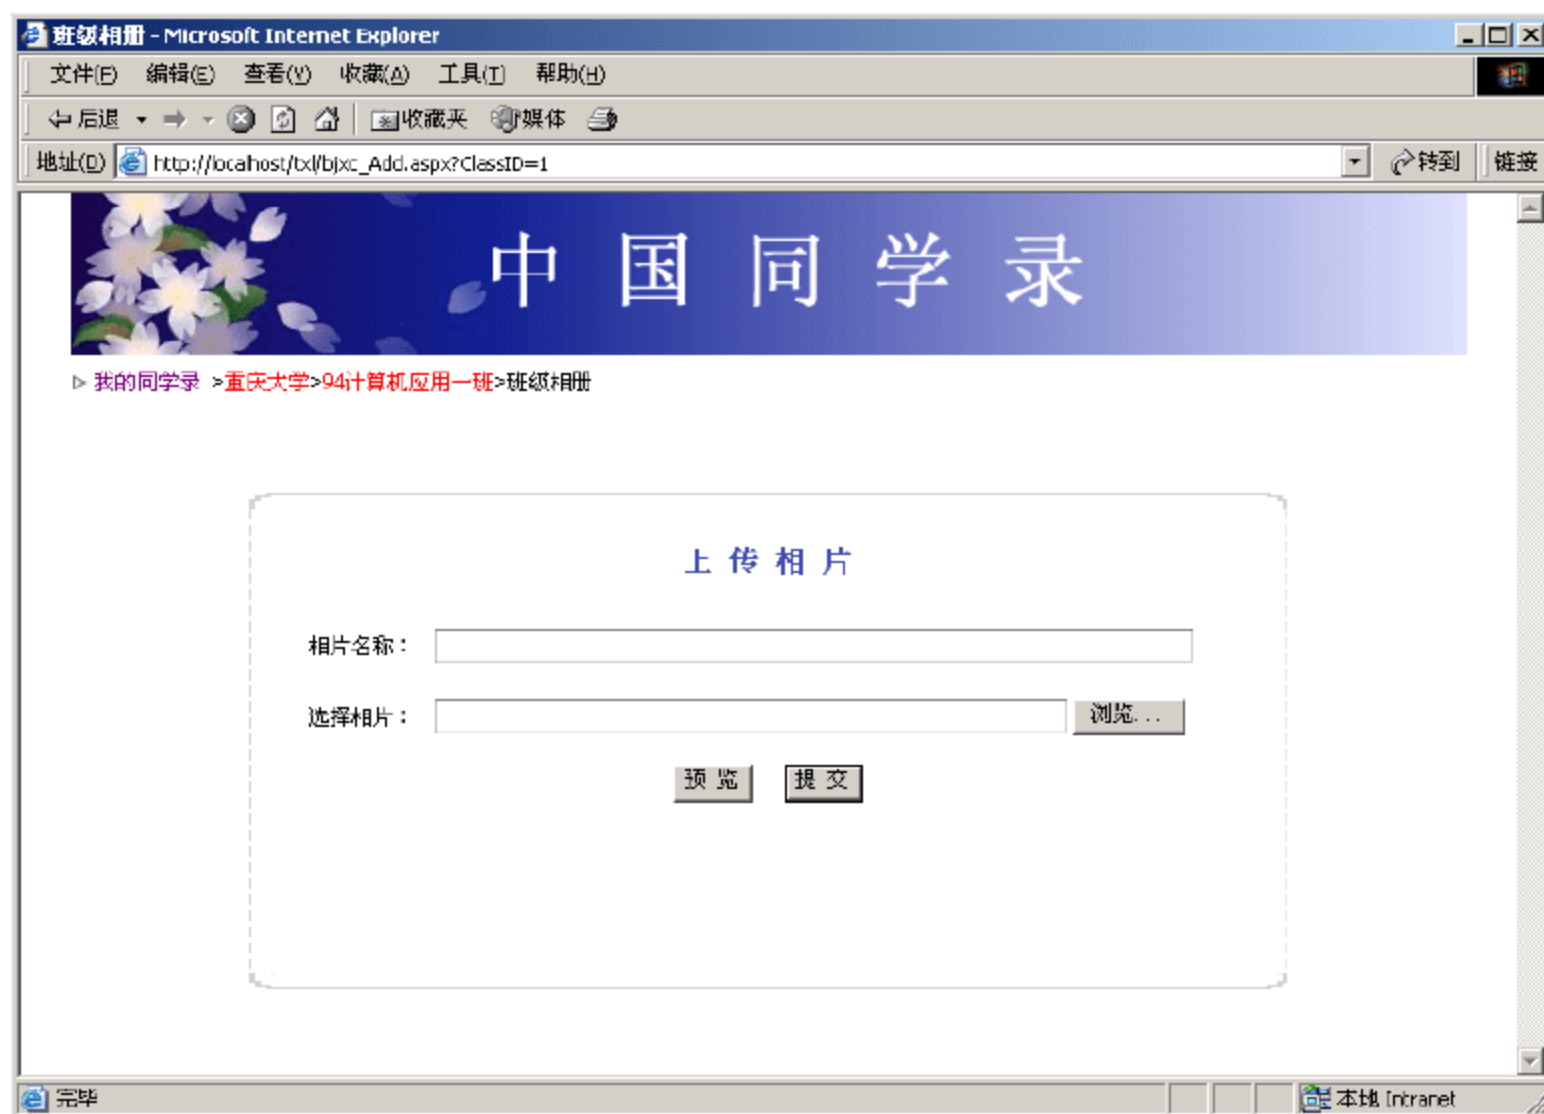 班级相册 - Microsoft Internet Explorer
文件(F) 编辑(E) 查看(V) 收藏(A) 工具(T) 帮助(H)
后退 收藏夹 媒体
地址(D) http://localhost/txl/bjxc_Add.aspx?ClassID=1 转到 链接
中国同学录
我的同学录 >重庆大学>94计算机应用一班>班级相册
上传相片
相片名称：
选择相片： 浏览...
预览 提交
完毕 本地 Intranet